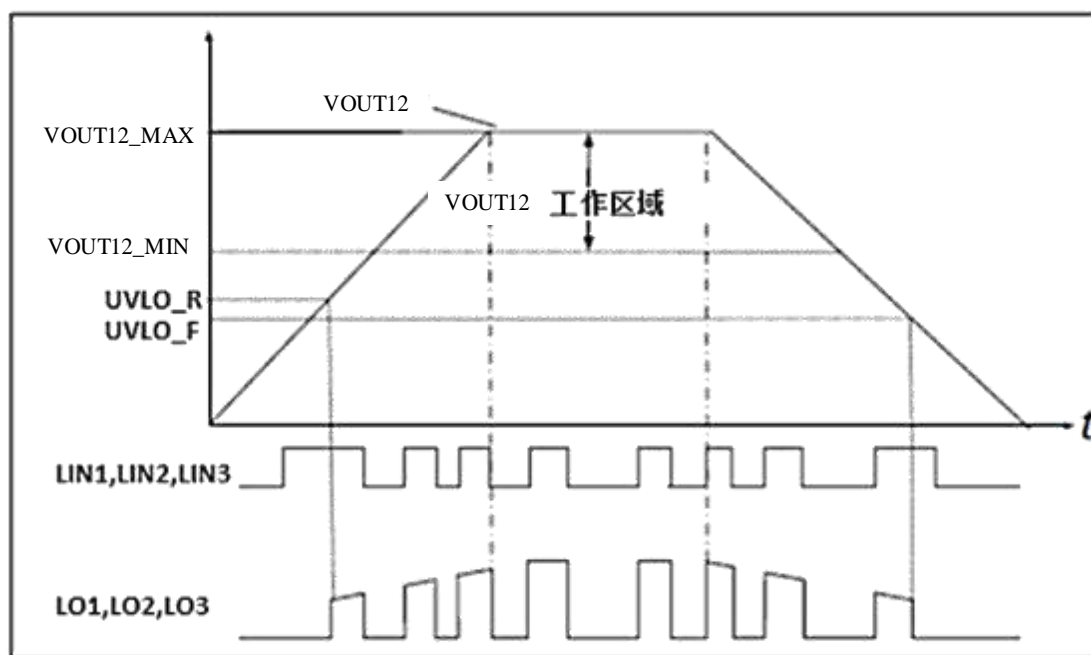 VOUT12
VOUT12_MAX
VOUT12 工作区域
VOUT12_MIN
UVLO_R
UVLO_F
t
LIN1,LIN2,LIN3
LO1,LO2,LO3